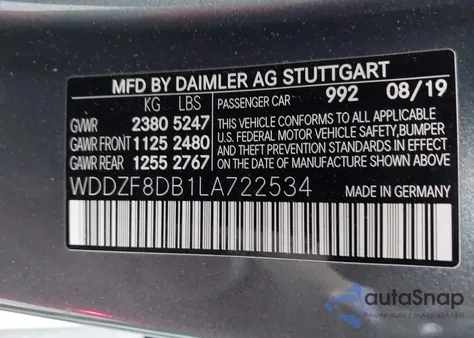 MFD BY DAIMLER AG STUTTGART
KG LBS PASSENGER CAR 992 08/19
GVWR 2380 5247 THIS VEHICLE CONFORMS TO ALL APPLICABLE
GAWR FRONT 1125 2480 U.S. FEDERAL MOTOR VEHICLE SAFETY, BUMPER
GAWR REAR 1255 2767 AND THEFT PREVENTION STANDARDS IN EFFECT
ON THE DATE OF MANUFACTURE SHOWN ABOVE
WDDZF8DB1LA722534 MADE IN GERMANY
autoSnap